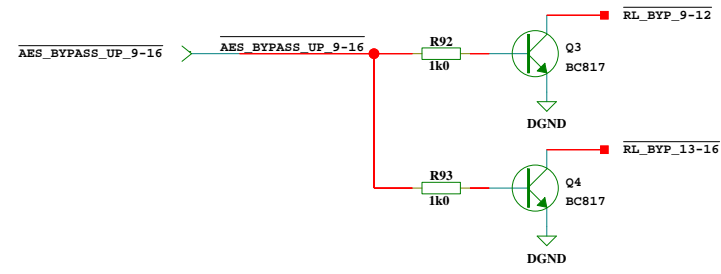 RL_BYP_9-12
AES_BYPASS_UP_9-16
AES_BYPASS_UP_9-16
R92
1k0
Q3
BC817
DGND
RL_BYP_13-16
R93
1k0
Q4
BC817
DGND